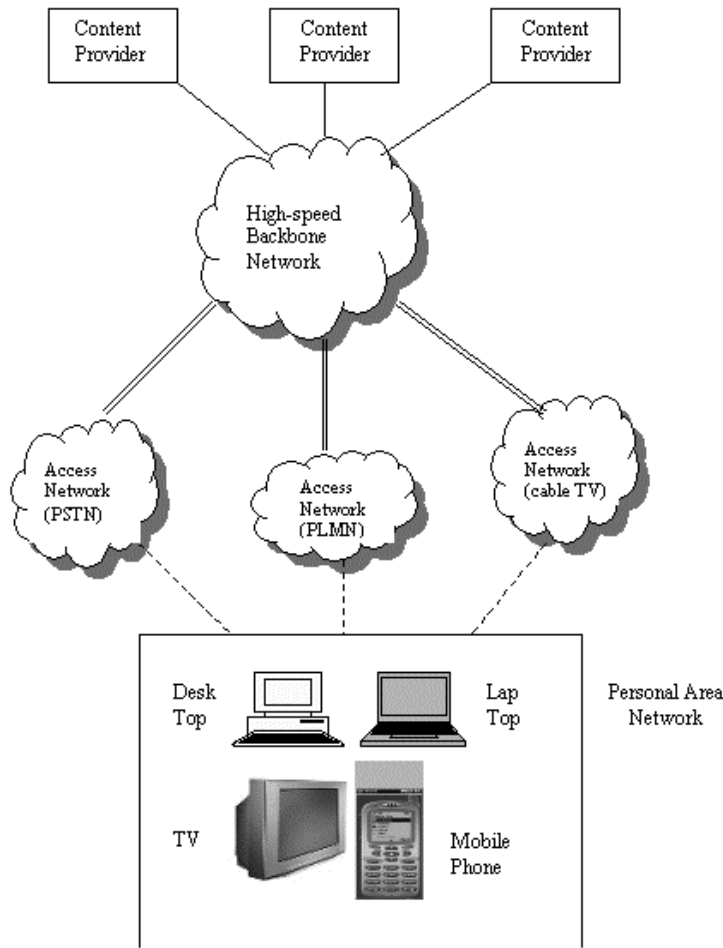 Content
Provider
Content
Provider
Content
Provider
High-speed
Backbone
Network
Access
Network
(PSTN)
Access
Network
(PLMN)
Access
Network
(cable TV)
Desk
Top
Lap
Top
Personal Area
Network
TV
Mobile
Phone